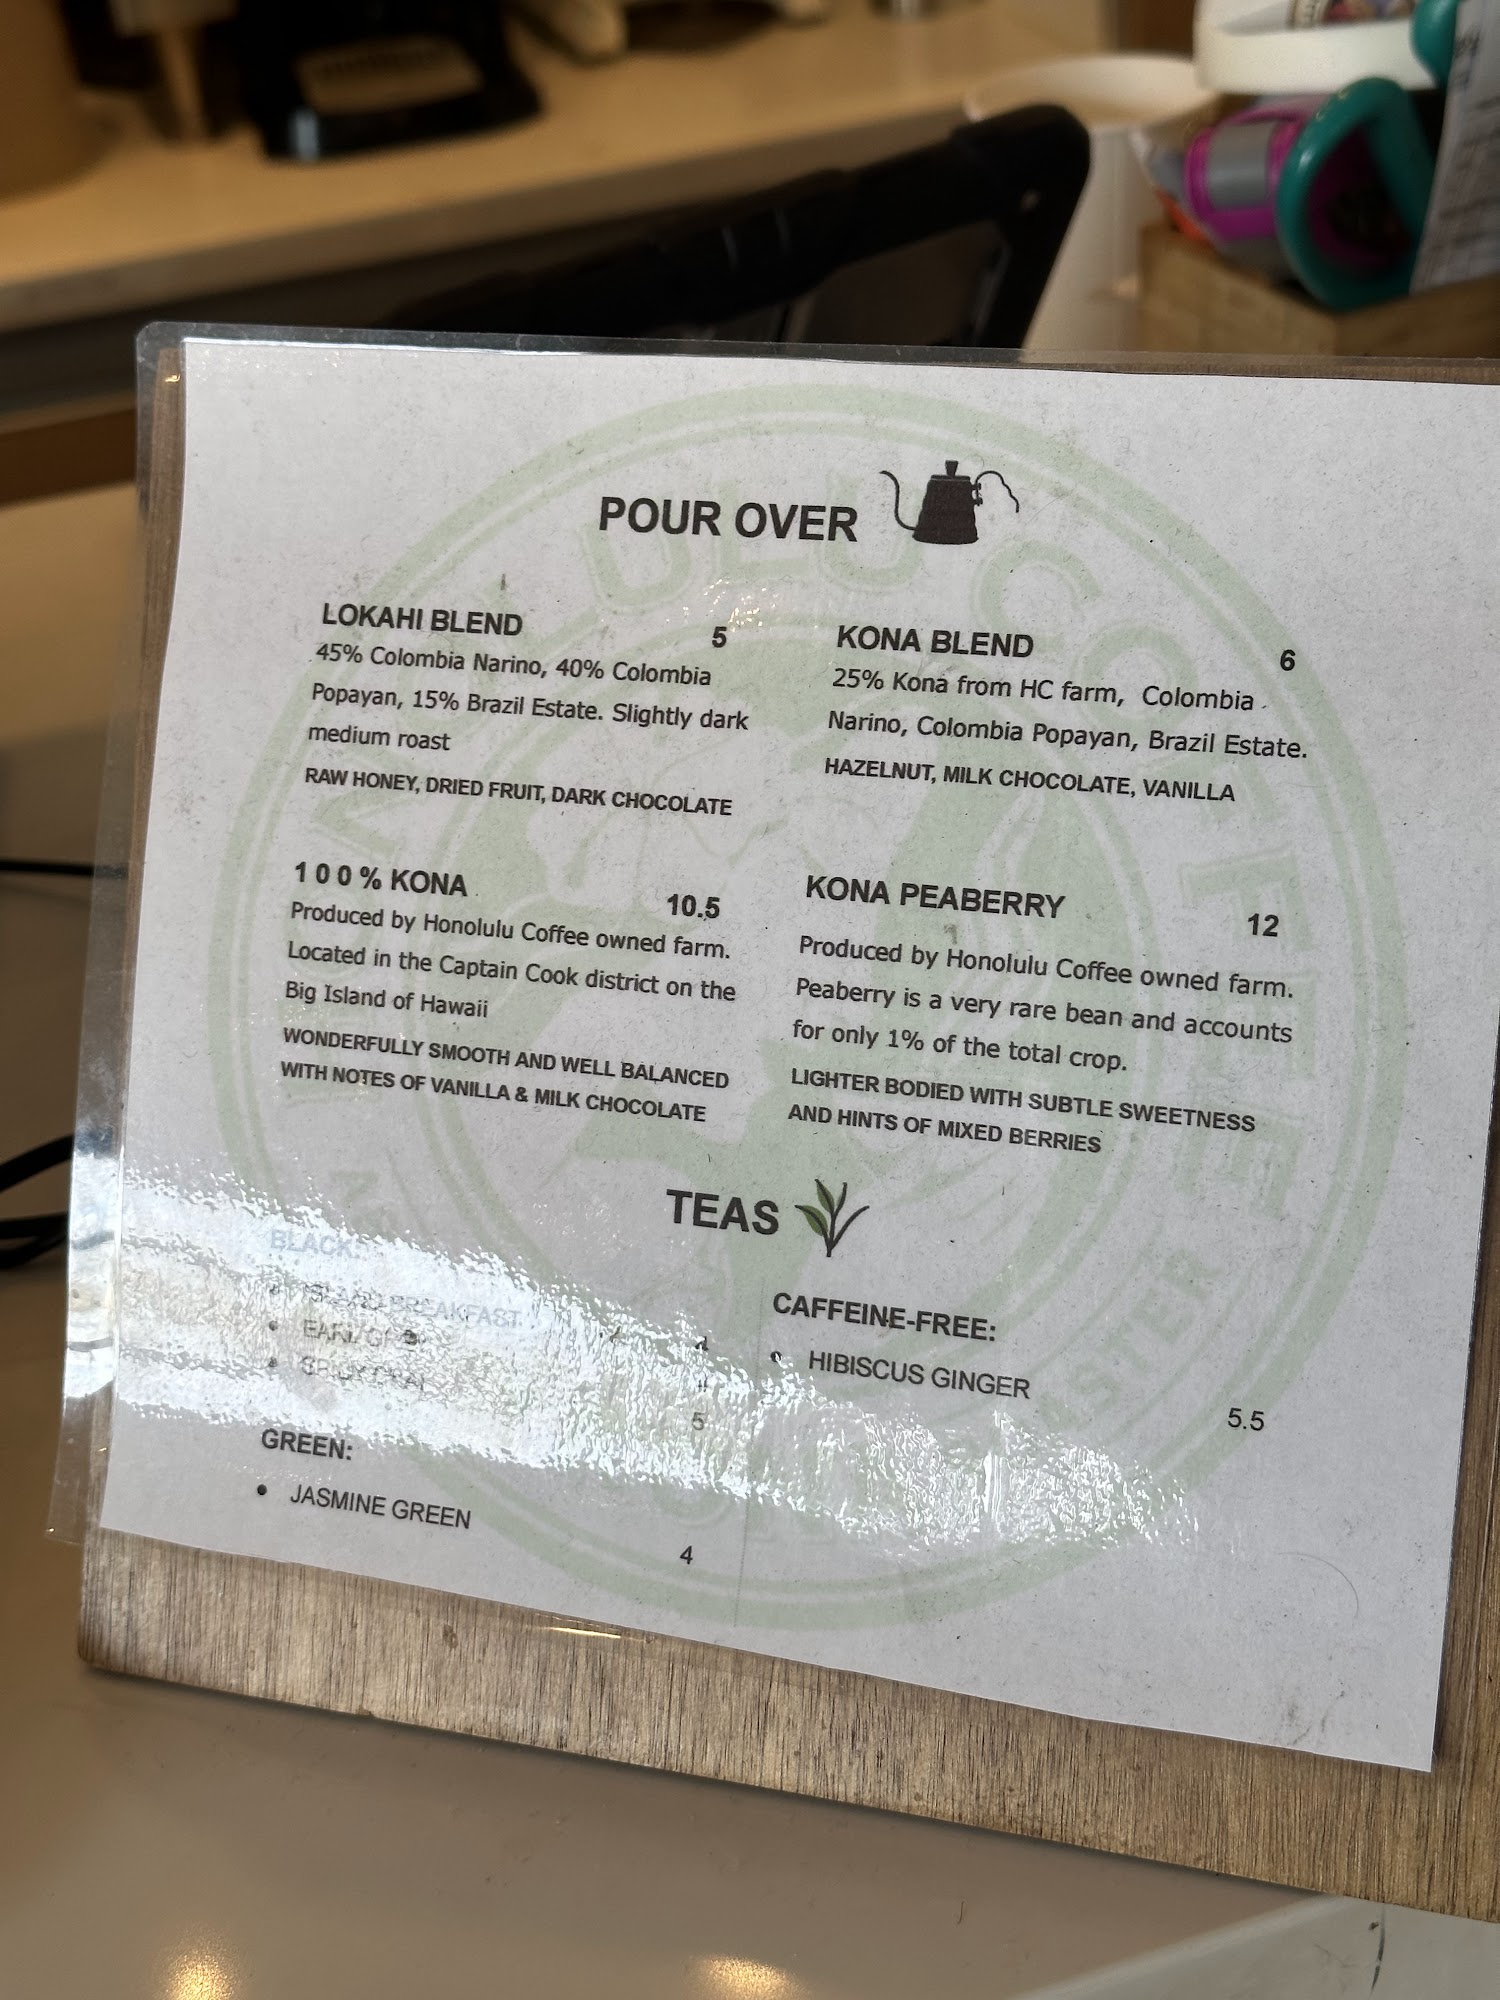 POUR OVER
LOKAHI BLEND 5
45% Colombia Narino, 40% Colombia
Popayan, 15% Brazil Estate. Slightly dark
medium roast
RAW HONEY, DRIED FRUIT, DARK CHOCOLATE
KONA BLEND 6
25% Kona from HC farm, Colombia
Narino, Colombia Popayan, Brazil Estate.
HAZELNUT, MILK CHOCOLATE, VANILLA
100% KONA 10.5
Produced by Honolulu Coffee owned farm.
Located in the Captain Cook district on the
Big Island of Hawaii
WONDERFULLY SMOOTH AND WELL BALANCED
WITH NOTES OF VANILLA & MILK CHOCOLATE
KONA PEABERRY 12
Produced by Honolulu Coffee owned farm.
Peaberry is a very rare bean and accounts
for only 1% of the total crop.
LIGHTER BODIED WITH SUBTLE SWEETNESS
AND HINTS OF MIXED BERRIES
TEAS
BLACK:
ISLAND BREAKFAST
EARL GREY
5
GREEN:
• JASMINE GREEN
4
CAFFEINE-FREE:
• HIBISCUS GINGER
5.5